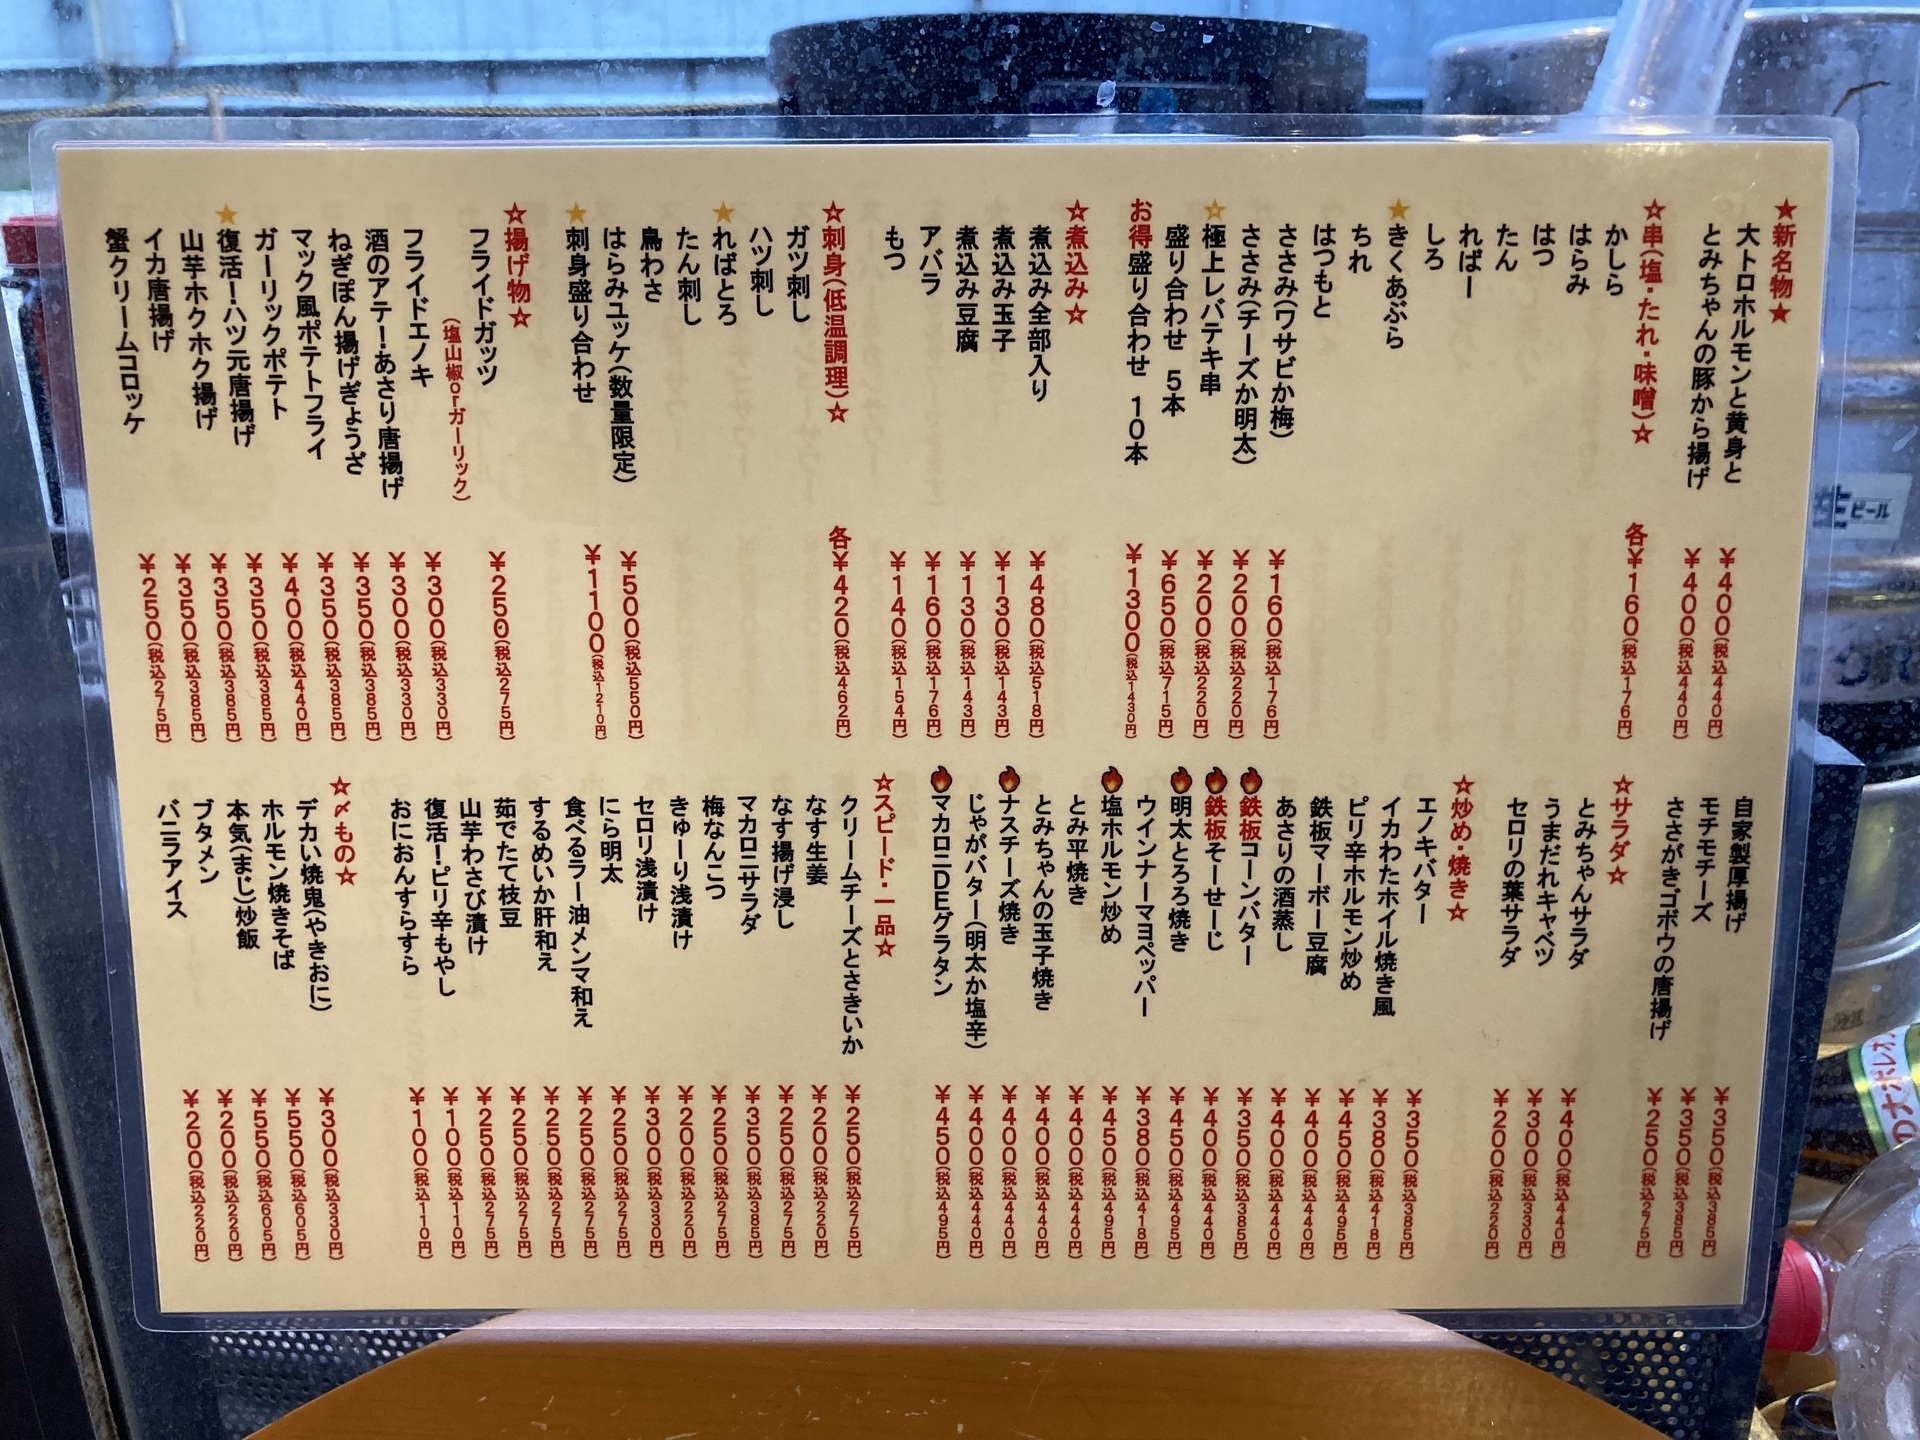 ★新名物★
大トロホルモンと黄身と ¥400(税込440円)
とみちゃんの豚から揚げ ¥400(税込440円)
☆串(塩・たれ・味噌)☆ 各¥160(税込176円)
かしら
はらみ
はつ
たん
ればー
しろ
★きくあぶら
ちれ
はつもと
ささみ(ワサビか梅) ¥160(税込176円)
ささみ(チーズか明太) ¥200(税込220円)
☆極上レバテキ串 ¥200(税込220円)
盛り合わせ 5本 ¥650(税込715円)
お得盛り合わせ 10本 ¥1300(税込1430円)
☆煮込み☆
煮込み全部入り ¥480(税込518円)
煮込み玉子 ¥130(税込143円)
煮込み豆腐 ¥130(税込143円)
アバラ ¥160(税込176円)
もつ ¥140(税込154円)
☆刺身(低温調理)☆ 各¥420(税込462円)
ガツ刺し
ハツ刺し
★ればとろ
たん刺し
鳥わさ
はらみユッケ(数量限定) ¥500(税込550円)
★刺身盛り合わせ ¥1100(税込1210円)
☆揚げ物☆
フライドガッツ ¥250(税込275円)
(塩山椒orガーリック)
フライドエノキ ¥300(税込330円)
酒のアテ!あさり唐揚げ ¥300(税込330円)
ねぎぽん揚げぎょうざ ¥350(税込385円)
マック風ポテトフライ ¥350(税込385円)
ガーリックポテト ¥400(税込440円)
★復活!ハツ元唐揚げ ¥350(税込385円)
山芋ホクホク揚げ ¥350(税込385円)
イカ唐揚げ ¥350(税込385円)
蟹クリームコロッケ ¥250(税込275円)
自家製厚揚げ ¥350(税込385円)
モチモチーズ ¥350(税込385円)
ささがきゴボウの唐揚げ ¥250(税込275円)
☆サラダ☆
とみちゃんサラダ ¥400(税込440円)
うまだれキャベツ ¥300(税込330円)
セロリの葉サラダ ¥200(税込220円)
☆炒め・焼き☆
エノキバター ¥350(税込385円)
イカわたホイル焼き風 ¥380(税込418円)
ピリ辛ホルモン炒め ¥450(税込495円)
鉄板マーボー豆腐 ¥400(税込440円)
あさりの酒蒸し ¥400(税込440円)
鉄板コーンバター ¥350(税込385円)
鉄板そーせーじ ¥400(税込440円)
明太とろろ焼き ¥450(税込495円)
ウインナーマヨペッパー ¥380(税込418円)
塩ホルモン炒め ¥450(税込495円)
とみ平焼き ¥400(税込440円)
とみちゃんの玉子焼き ¥400(税込440円)
ナスチーズ焼き ¥400(税込440円)
じゃがバター(明太か塩辛) ¥400(税込440円)
マカロニDEグラタン ¥450(税込495円)
☆スピード・一品☆
クリームチーズとさきいか ¥250(税込275円)
なす生姜 ¥200(税込220円)
なす揚げ浸し ¥250(税込275円)
マカロニサラダ ¥350(税込385円)
梅なんこつ ¥250(税込275円)
きゅーり浅漬け ¥200(税込220円)
セロリ浅漬け ¥300(税込330円)
にら明太 ¥250(税込275円)
食べるラー油メンマ和え ¥250(税込275円)
するめいか肝和え ¥250(税込275円)
茹でたて枝豆 ¥250(税込275円)
山芋わさび漬け ¥250(税込275円)
復活!ピリ辛もやし ¥100(税込110円)
おにおんすらすら ¥100(税込110円)
☆〆もの☆
デカい焼鬼(やきおに) ¥300(税込330円)
ホルモン焼きそば ¥550(税込605円)
本気(まじ)炒飯 ¥550(税込605円)
ブタメン ¥200(税込220円)
バニラアイス ¥200(税込220円)
生ビール